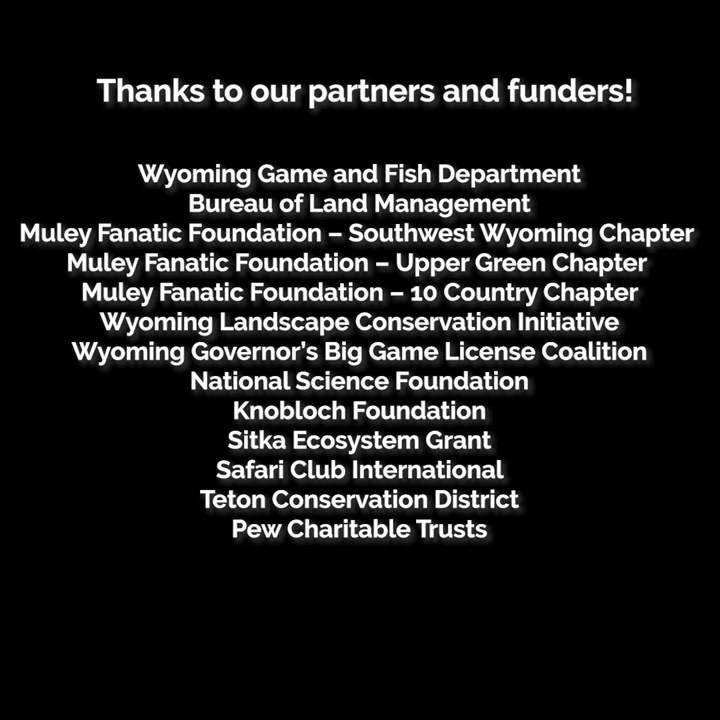 Thanks to our partners and funders!
Wyoming Game and Fish Department
Bureau of Land Management
Muley Fanatic Foundation – Southwest Wyoming Chapter
Muley Fanatic Foundation – Upper Green Chapter
Muley Fanatic Foundation – 10 Country Chapter
Wyoming Landscape Conservation Initiative
Wyoming Governor’s Big Game License Coalition
National Science Foundation
Knobloch Foundation
Sitka Ecosystem Grant
Safari Club International
Teton Conservation District
Pew Charitable Trusts